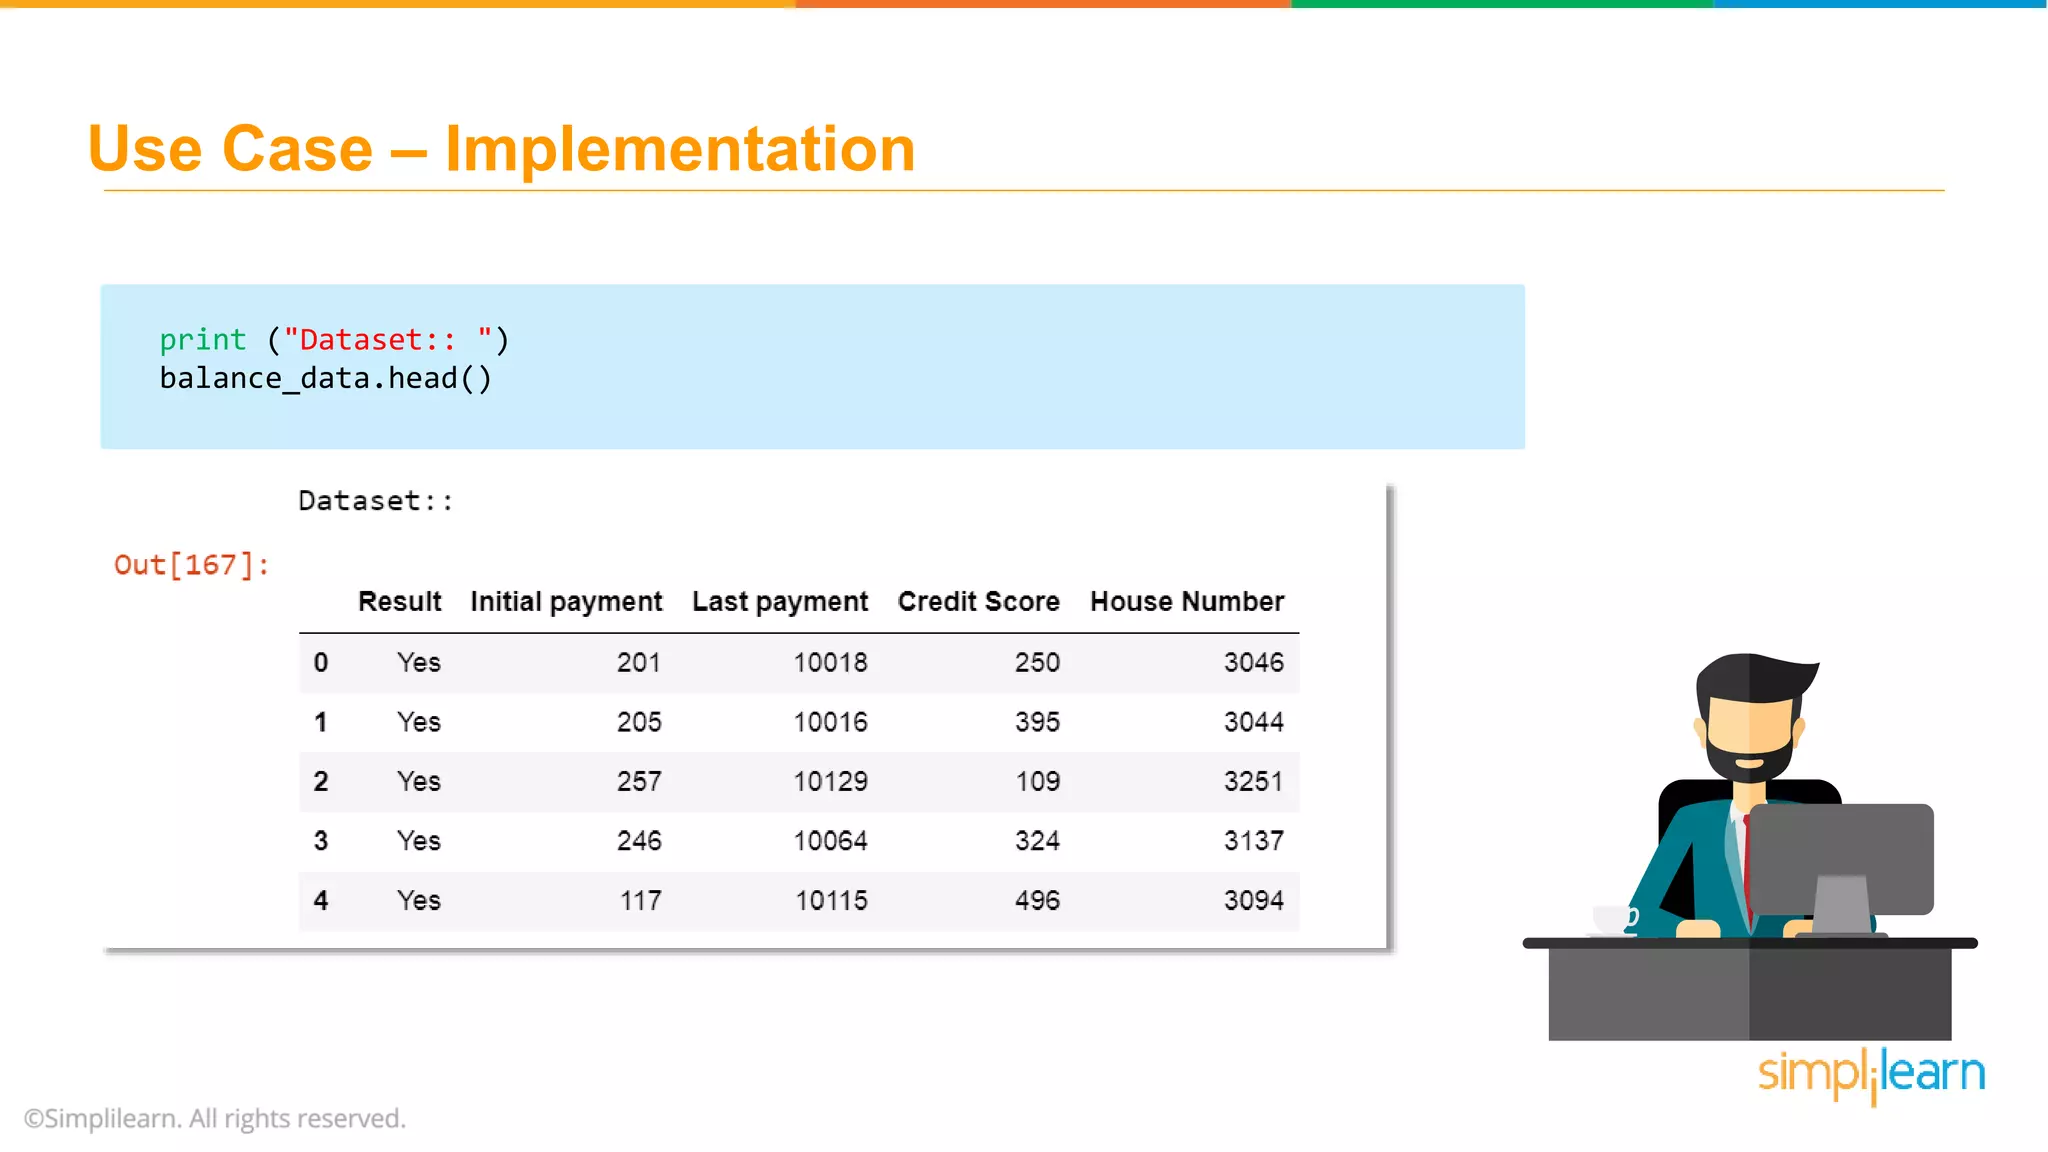 Use Case – Implementation
print ("Dataset:: ")
balance_data.head()
Dataset::
Out[167]:
Result Initial payment Last payment Credit Score House Number
0 Yes 201 10018 250 3046
1 Yes 205 10016 395 3044
2 Yes 257 10129 109 3251
3 Yes 246 10064 324 3137
4 Yes 117 10115 496 3094
simplilearn
©Simplilearn. All rights reserved.